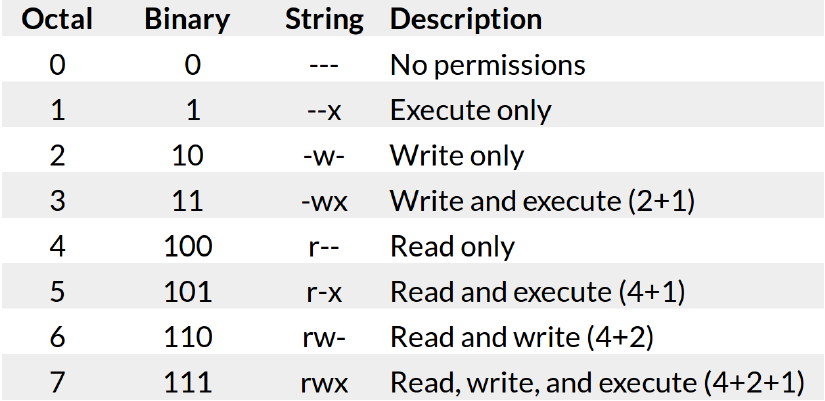 Octal Binary String Description
0 0 --- No permissions
1 1 --x Execute only
2 10 -w- Write only
3 11 -wx Write and execute (2+1)
4 100 r-- Read only
5 101 r-x Read and execute (4+1)
6 110 rw- Read and write (4+2)
7 111 rwx Read, write, and execute (4+2+1)